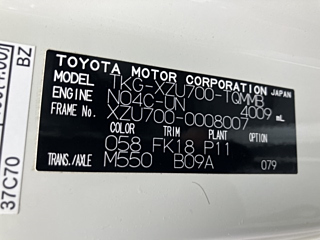 TOYOTA MOTOR CORPORATION JAPAN
MODEL TKG-XZU700-TQMMB
ENGINE N04C-UN 4009 mL
FRAME No. XZU700-0008007
COLOR TRIM PLANT
058 FK18 P11
TRANS./AXLE M550 B09A 079
BZ
37C70